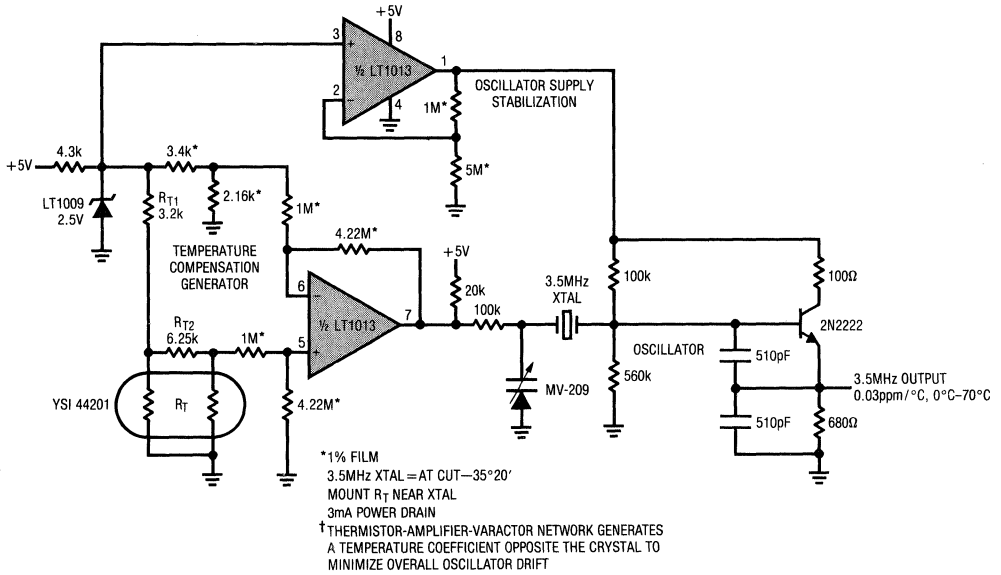 +5V
3
8
+
½ LT1013
1
2
−
4
OSCILLATOR SUPPLY
STABILIZATION
1M*
5M*
4.3k
+5V
3.4k*
LT1009
2.5V
RT1
3.2k
2.16k*
1M*
4.22M*
TEMPERATURE
COMPENSATION
GENERATOR
+5V
20k
6
−
½ LT1013
7
5
+
RT2
6.25k
1M*
4.22M*
YSI 44201
RT
100k
3.5MHz
XTAL
MV-209
100k
560k
OSCILLATOR
100Ω
2N2222
510pF
510pF
680Ω
3.5MHz OUTPUT
0.03ppm/°C, 0°C–70°C
*1% FILM
3.5MHz XTAL = AT CUT—35°20′
MOUNT RT NEAR XTAL
3mA POWER DRAIN
†THERMISTOR-AMPLIFIER-VARACTOR NETWORK GENERATES
A TEMPERATURE COEFFICIENT OPPOSITE THE CRYSTAL TO
MINIMIZE OVERALL OSCILLATOR DRIFT